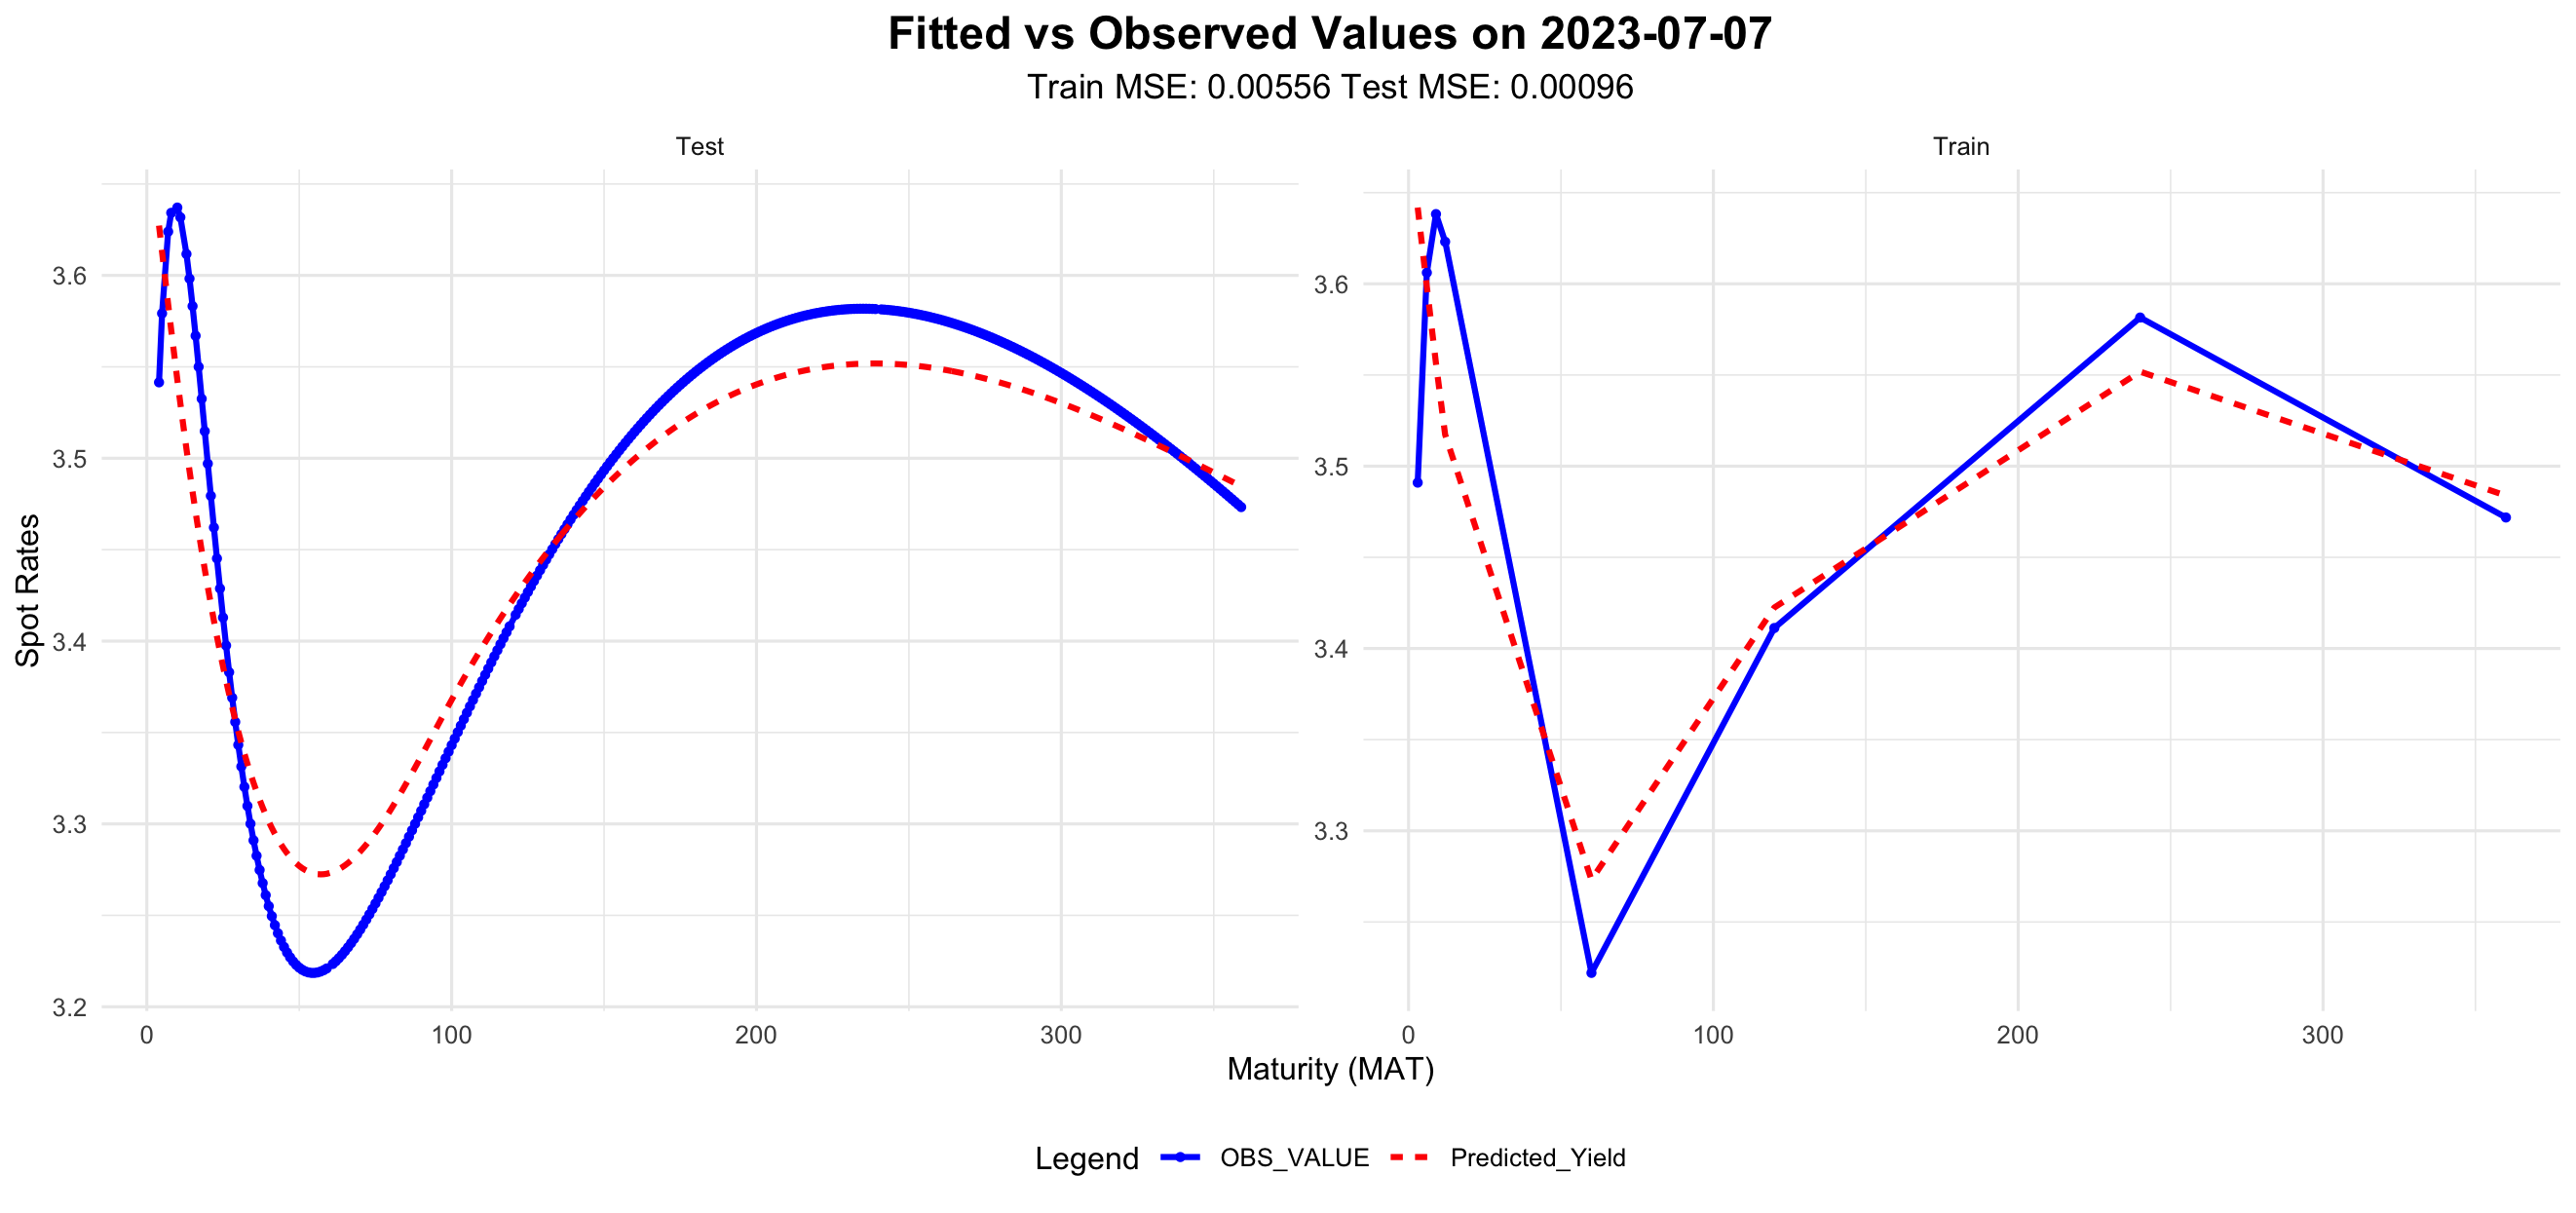 Fitted vs Observed Values on 2023-07-07
Train MSE: 0.00556 Test MSE: 0.00096
Test
Train
Spot Rates
3.6
3.5
3.4
3.3
3.2
3.6
3.5
3.4
3.3
0 100 200 300
0 100 200 300
Maturity (MAT)
Legend OBS_VALUE Predicted_Yield